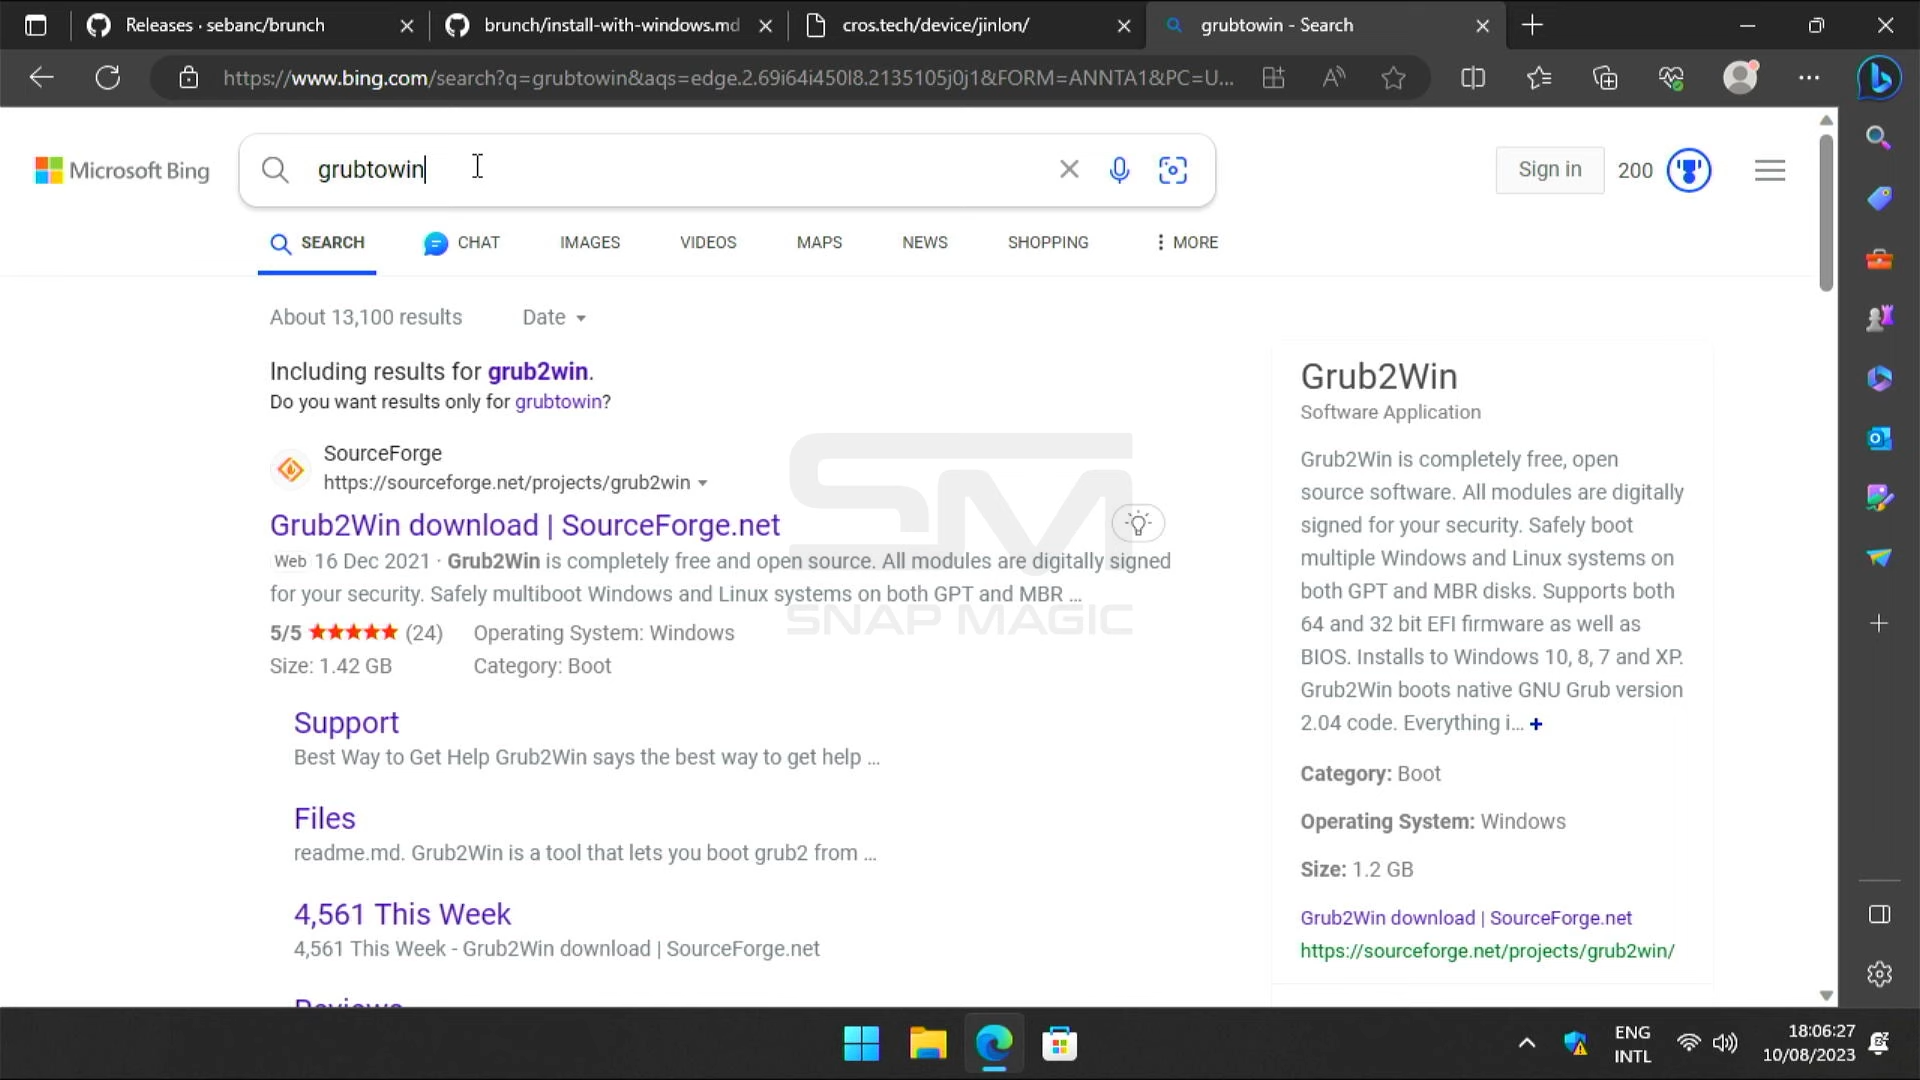 Releases · sebanc/brunch
brunch/install-with-windows.md
cros.tech/device/jinlon/
grubtowin - Search
https://www.bing.com/search?q=grubtowin&aqs=edge.2.69i64i450l8.2135105j0j1&FORM=ANNTA1&PC=U...
Microsoft Bing
grubtowin
Sign in
200
SEARCH
CHAT
IMAGES
VIDEOS
MAPS
NEWS
SHOPPING
MORE
About 13,100 results
Date
Including results for grub2win.
Do you want results only for grubtowin?
SourceForge
https://sourceforge.net/projects/grub2win
Grub2Win download | SourceForge.net
Web 16 Dec 2021 · Grub2Win is completely free and open source. All modules are digitally signed
for your security. Safely multiboot Windows and Linux systems on both GPT and MBR ...
5/5 (24) Operating System: Windows
Size: 1.42 GB Category: Boot
Support
Best Way to Get Help Grub2Win says the best way to get help ...
Files
readme.md. Grub2Win is a tool that lets you boot grub2 from ...
4,561 This Week
4,561 This Week - Grub2Win download | SourceForge.net
Reviews
Grub2Win
Software Application
Grub2Win is completely free, open
source software. All modules are digitally
signed for your security. Safely boot
multiple Windows and Linux systems on
both GPT and MBR disks. Supports both
64 and 32 bit EFI firmware as well as
BIOS. Installs to Windows 10, 8, 7 and XP.
Grub2Win boots native GNU Grub version
2.04 code. Everything i... +
Category: Boot
Operating System: Windows
Size: 1.2 GB
Grub2Win download | SourceForge.net
https://sourceforge.net/projects/grub2win/
SM
SNAP MAGIC
ENG
INTL
18:06:27
10/08/2023